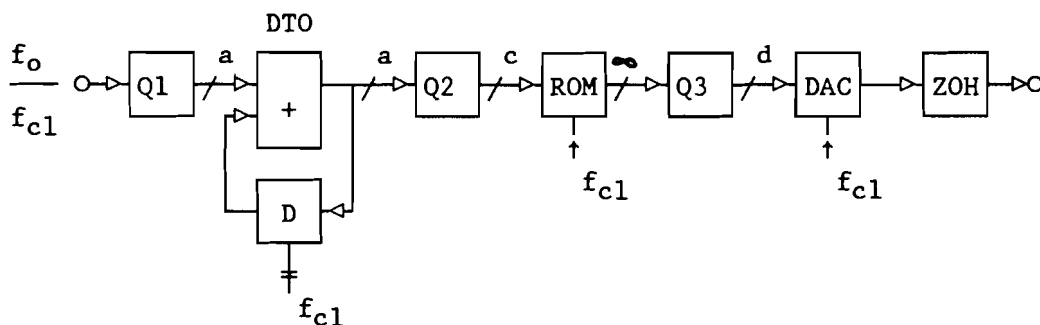 DTO
f_o
f_cl
Q1
a
+
a
Q2
c
ROM
∞
Q3
d
DAC
ZOH
f_cl
f_cl
D
f_cl